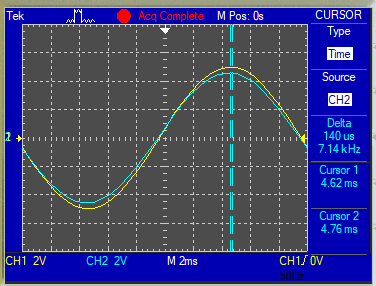 Tek Acq Complete M Pos: 0s CURSOR
Type
Time
Source
CH2
Delta
140 us
7.14 kHz
Cursor 1
4.62 ms
Cursor 2
4.76 ms
2
CH1 2V CH2 2V M 2ms CH1 / 0V